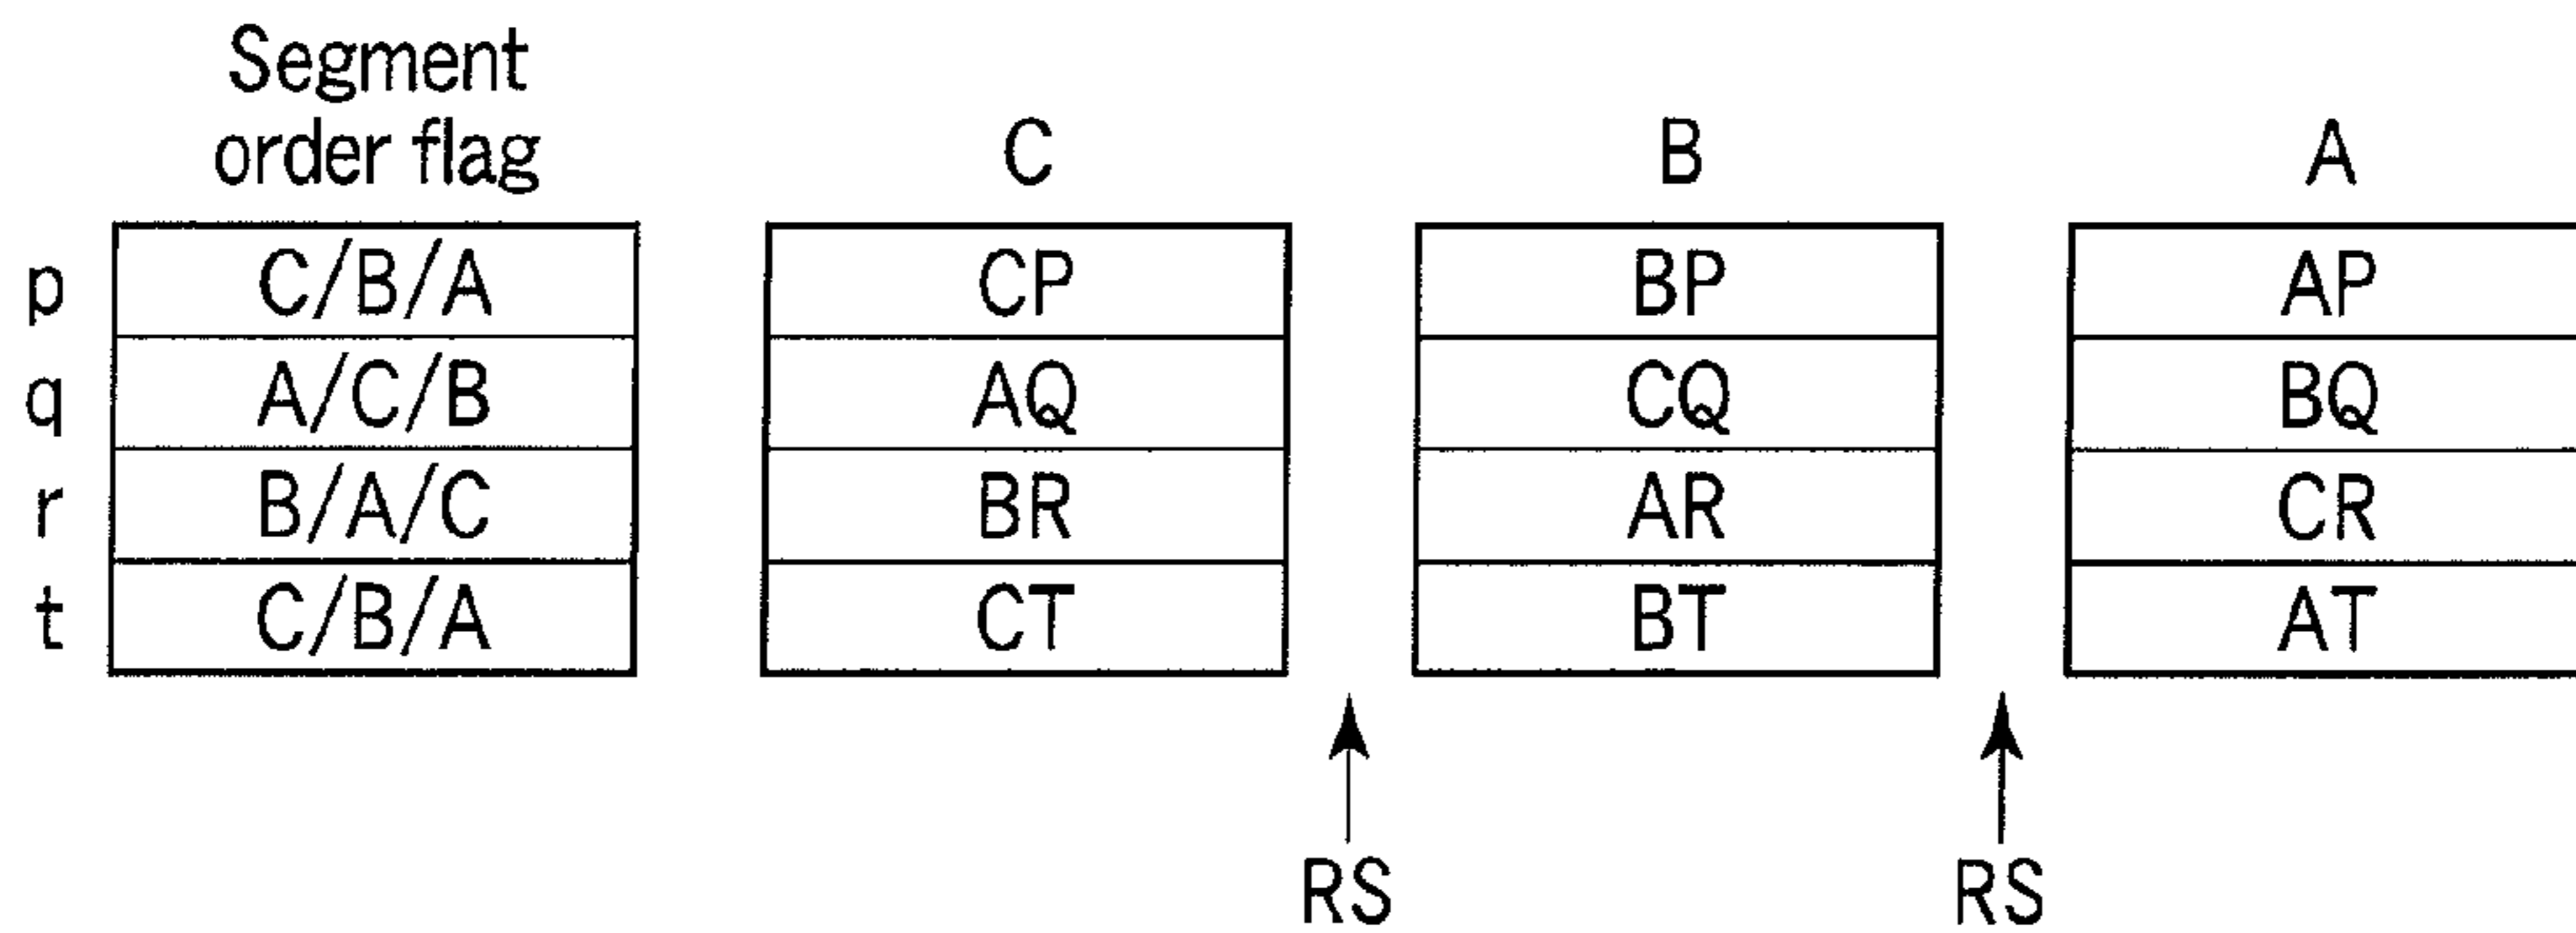 Segment
order flag C B A
p C/B/A CP BP AP
q A/C/B AQ CQ BQ
r B/A/C BR AR CR
t C/B/A CT BT AT
RS RS